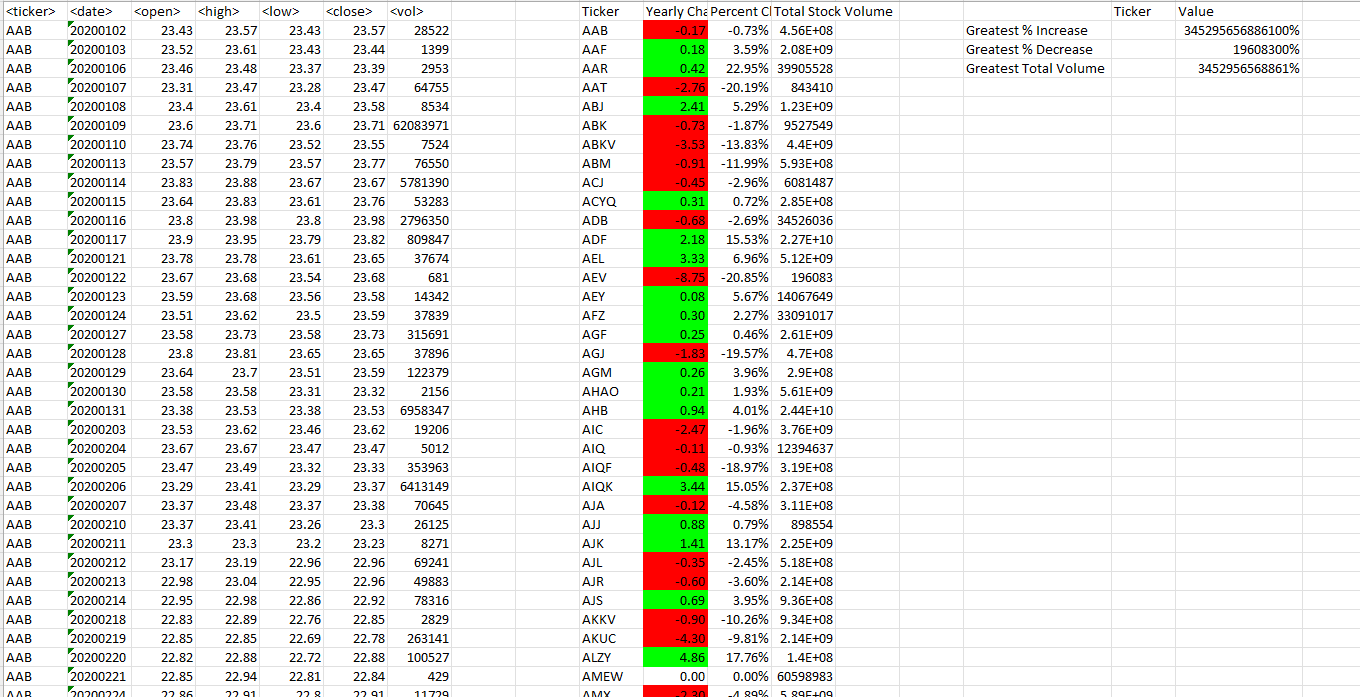 <ticker> <date> <open> <high> <low> <close> <vol> Ticker Yearly Cha Percent Cl Total Stock Volume Ticker Value
AAB 20200102 23.43 23.57 23.43 23.57 28522 AAB -0.17 -0.73% 4.56E+08 Greatest % Increase 345295656886100%
AAB 20200103 23.52 23.61 23.43 23.44 1399 AAF 0.18 3.59% 2.08E+09 Greatest % Decrease 19608300%
AAB 20200106 23.46 23.48 23.37 23.39 2953 AAR 0.42 22.95% 39905528 Greatest Total Volume 3452956568861%
AAB 20200107 23.31 23.47 23.28 23.47 64755 AAT -2.76 -20.19% 843410
AAB 20200108 23.4 23.61 23.4 23.58 8534 ABJ 2.41 5.29% 1.23E+09
AAB 20200109 23.6 23.71 23.6 23.71 62083971 ABK -0.73 -1.87% 9527549
AAB 20200110 23.74 23.76 23.52 23.55 7524 ABKV -3.53 -13.83% 4.4E+09
AAB 20200113 23.57 23.79 23.57 23.77 76550 ABM -0.91 -11.99% 5.93E+08
AAB 20200114 23.83 23.88 23.67 23.67 5781390 ACJ -0.45 -2.96% 6081487
AAB 20200115 23.64 23.83 23.61 23.76 53283 ACYQ 0.31 0.72% 2.85E+08
AAB 20200116 23.8 23.98 23.8 23.98 2796350 ADB -0.68 -2.69% 34526036
AAB 20200117 23.9 23.95 23.79 23.82 809847 ADF 2.18 15.53% 2.27E+10
AAB 20200121 23.78 23.78 23.61 23.65 37674 AEL 3.33 6.96% 5.12E+09
AAB 20200122 23.67 23.68 23.54 23.68 681 AEV -8.75 -20.85% 196083
AAB 20200123 23.59 23.68 23.56 23.58 14342 AEY 0.08 5.67% 14067649
AAB 20200124 23.51 23.62 23.5 23.59 37839 AFZ 0.30 2.27% 33091017
AAB 20200127 23.58 23.73 23.58 23.73 315691 AGF 0.25 0.46% 2.61E+09
AAB 20200128 23.8 23.81 23.65 23.65 37896 AGJ -1.83 -19.57% 4.7E+08
AAB 20200129 23.64 23.7 23.51 23.59 122379 AGM 0.26 3.96% 2.9E+08
AAB 20200130 23.58 23.58 23.31 23.32 2156 AHAO 0.21 1.93% 5.61E+09
AAB 20200131 23.38 23.53 23.38 23.53 6958347 AHB 0.94 4.01% 2.44E+10
AAB 20200203 23.53 23.62 23.46 23.62 19206 AIC -2.47 -1.96% 3.76E+09
AAB 20200204 23.67 23.67 23.47 23.47 5012 AIQ -0.11 -0.93% 12394637
AAB 20200205 23.47 23.49 23.32 23.33 353963 AIQF -0.48 -18.97% 3.19E+08
AAB 20200206 23.29 23.41 23.29 23.37 6413149 AIQK 3.44 15.05% 2.37E+08
AAB 20200207 23.37 23.48 23.37 23.38 70645 AJA -0.12 -4.58% 3.11E+08
AAB 20200210 23.37 23.41 23.26 23.3 26125 AJJ 0.88 0.79% 898554
AAB 20200211 23.3 23.3 23.2 23.23 8271 AJK 1.41 13.17% 2.25E+09
AAB 20200212 23.17 23.19 22.96 22.96 69241 AJL -0.35 -2.45% 5.18E+08
AAB 20200213 22.98 23.04 22.95 22.96 49883 AJR -0.60 -3.60% 2.14E+08
AAB 20200214 22.95 22.98 22.86 22.92 78316 AJS 0.69 3.95% 9.36E+08
AAB 20200218 22.83 22.89 22.76 22.85 2829 AKKV -0.90 -10.26% 9.34E+08
AAB 20200219 22.85 22.85 22.69 22.78 263141 AKUC -4.30 -9.81% 2.14E+09
AAB 20200220 22.82 22.88 22.72 22.88 100527 ALZY 4.86 17.76% 1.4E+08
AAB 20200221 22.85 22.94 22.81 22.84 429 AMEW 0.00 0.00% 60598983
AAB 20200224 22.86 22.91 22.8 22.91 11729 AMX -2.30 -4.89% 5.89E+09